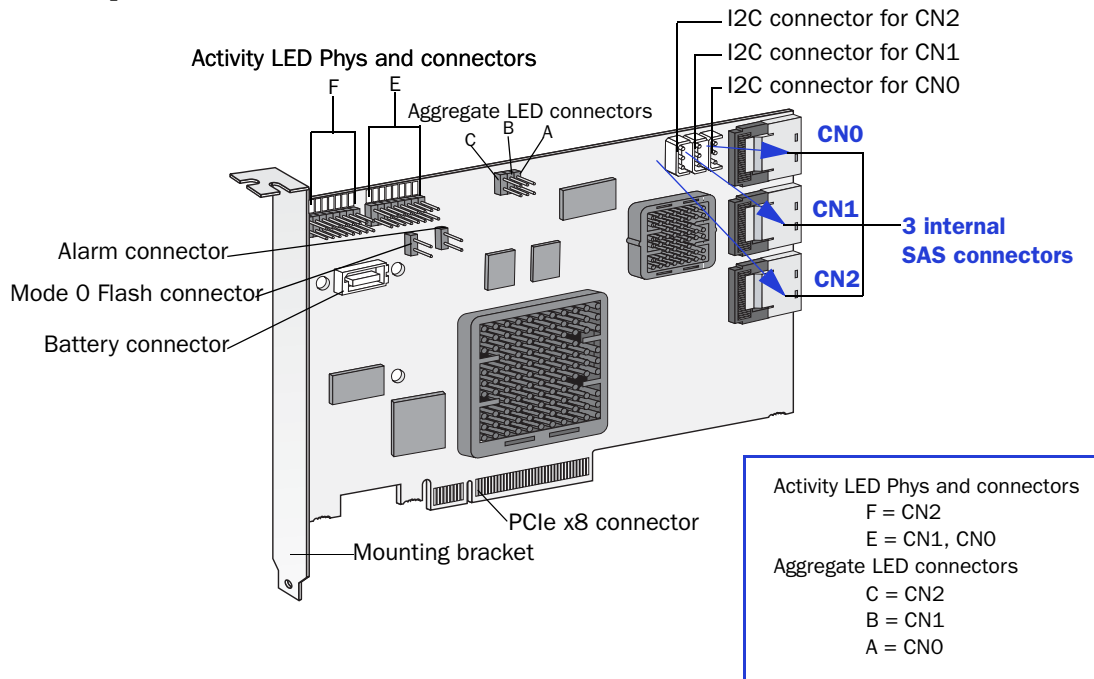 I2C connector for CN2
I2C connector for CN1
I2C connector for CN0
Activity LED Phys and connectors
F
E
Aggregate LED connectors
C
B
A
CN0
CN1
CN2
3 internal
SAS connectors
Alarm connector
Mode 0 Flash connector
Battery connector
PCIe x8 connector
Mounting bracket
Activity LED Phys and connectors
F = CN2
E = CN1, CN0
Aggregate LED connectors
C = CN2
B = CN1
A = CN0